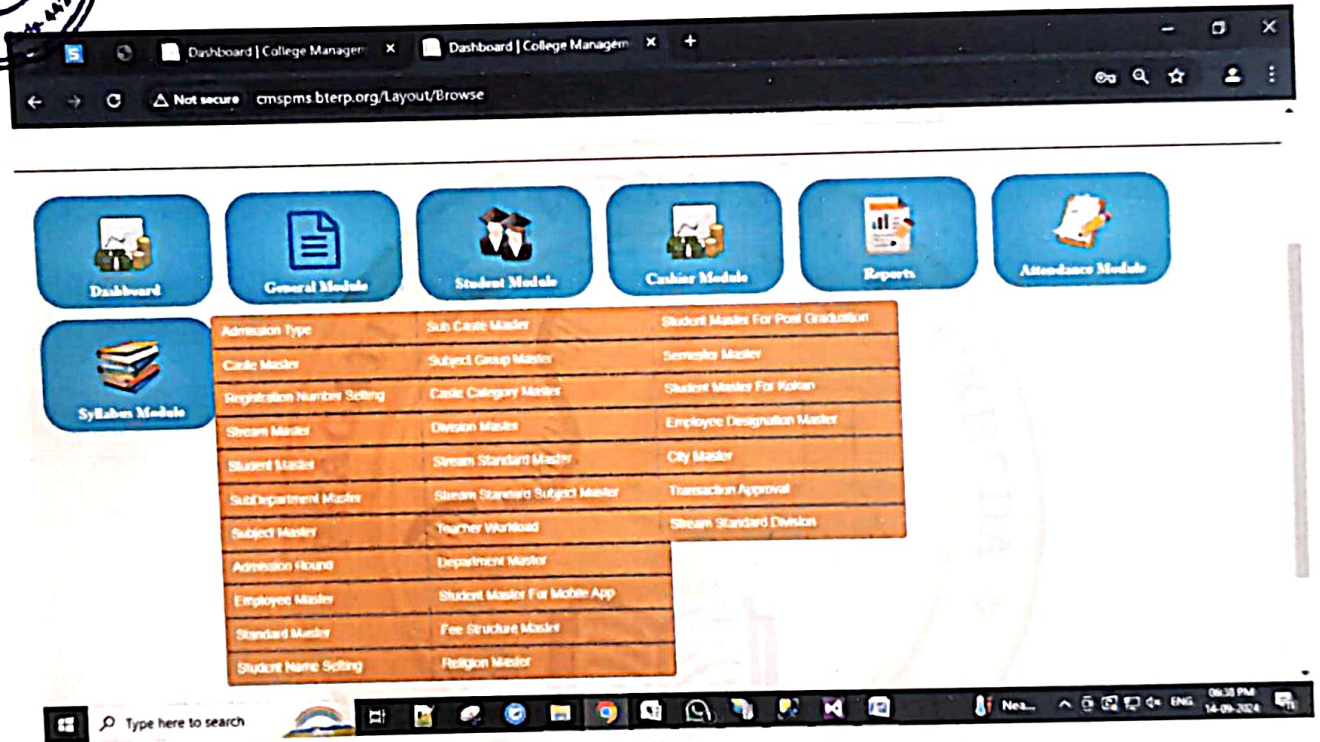 Dashboard | College Managem × Dashboard | College Managem × +
Not secure cmspms.bterp.org/Layout/Browse
Dashboard General Module Student Module Cashier Module Reports Attendance Module
Syllabus Module
Admission Type Sub Caste Master Student Master For Post Graduation
Caste Master Subject Group Master Semester Master
Registration Number Setting Caste Category Master Student Master For Kokan
Stream Master Division Master Employee Designation Master
Student Master Stream Standard Master City Master
SubDepartment Master Stream Standard Subject Master Transaction Approval
Subject Master Teacher Workload Stream Standard Division
Admission Round Department Master
Employee Master Student Master For Mobile App
Standard Master Fee Structure Master
Student Name Setting Religion Master
Type here to search Nea... ENG 06:38 PM
14-09-2024